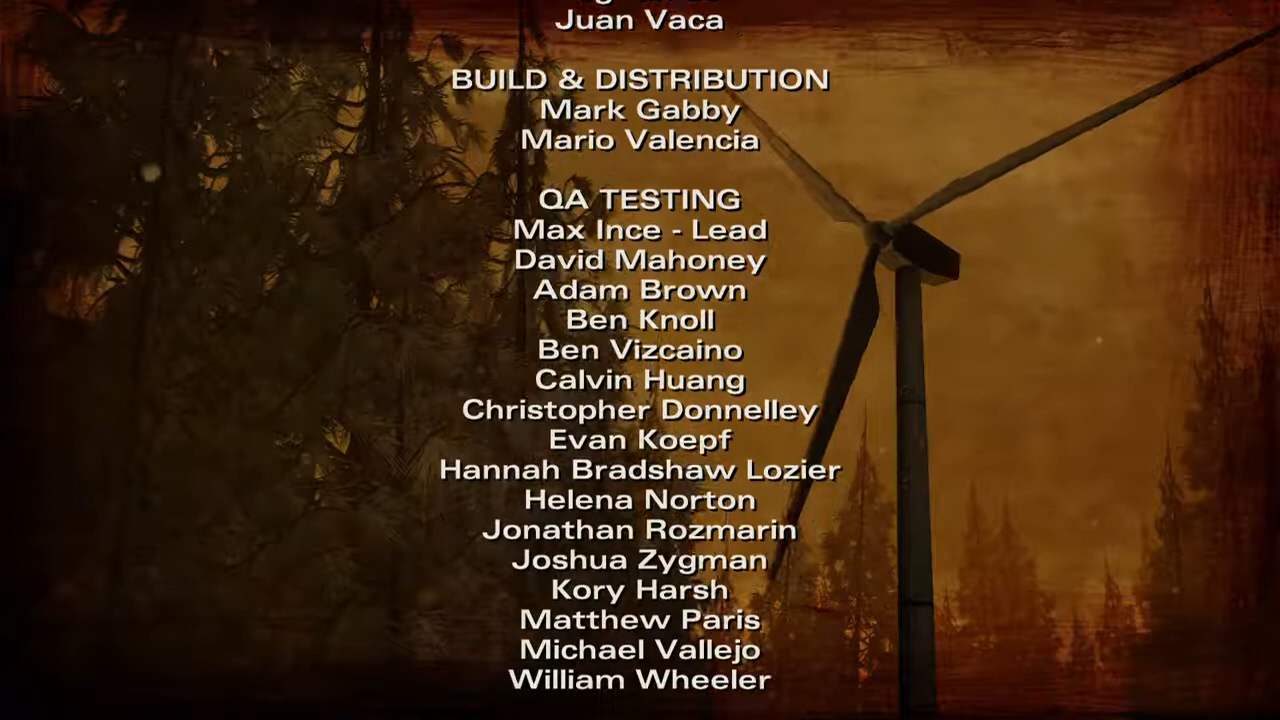 Juan Vaca
BUILD & DISTRIBUTION
Mark Gabby
Mario Valencia
QA TESTING
Max Ince - Lead
David Mahoney
Adam Brown
Ben Knoll
Ben Vizcaino
Calvin Huang
Christopher Donnelley
Evan Koepf
Hannah Bradshaw Lozier
Helena Norton
Jonathan Rozmarin
Joshua Zygman
Kory Harsh
Matthew Paris
Michael Vallejo
William Wheeler